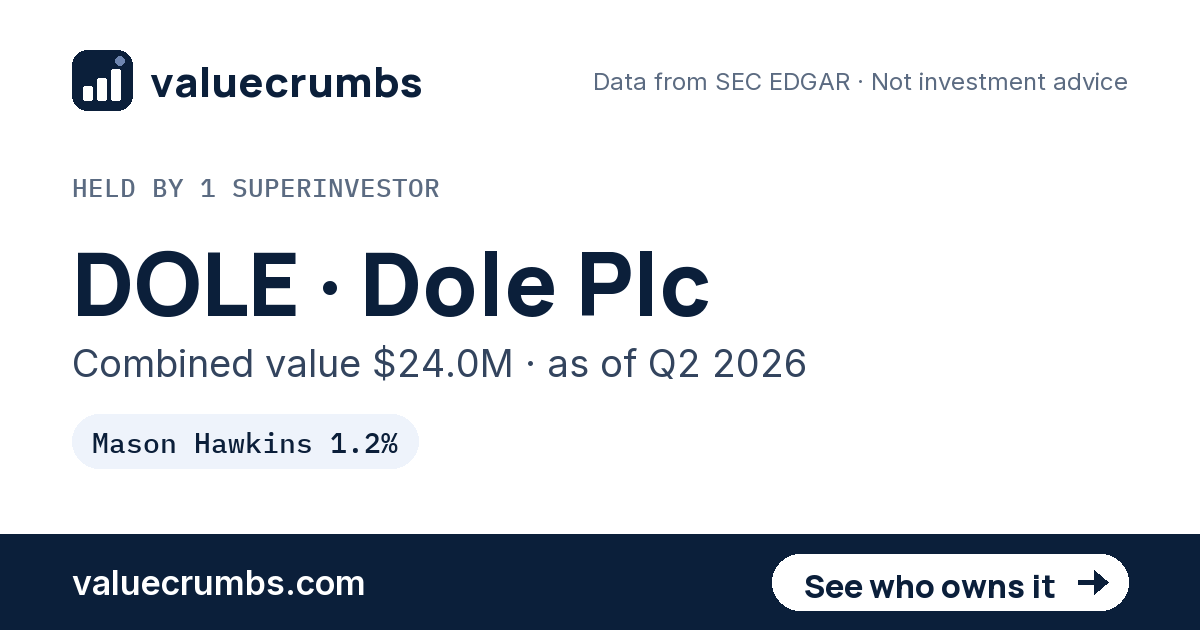 valuecrumbs
Data from SEC EDGAR · Not investment advice
HELD BY 1 SUPERINVESTOR
DOLE · Dole Plc
Combined value $24.0M · as of Q2 2026
Mason Hawkins 1.2%
valuecrumbs.com
See who owns it →